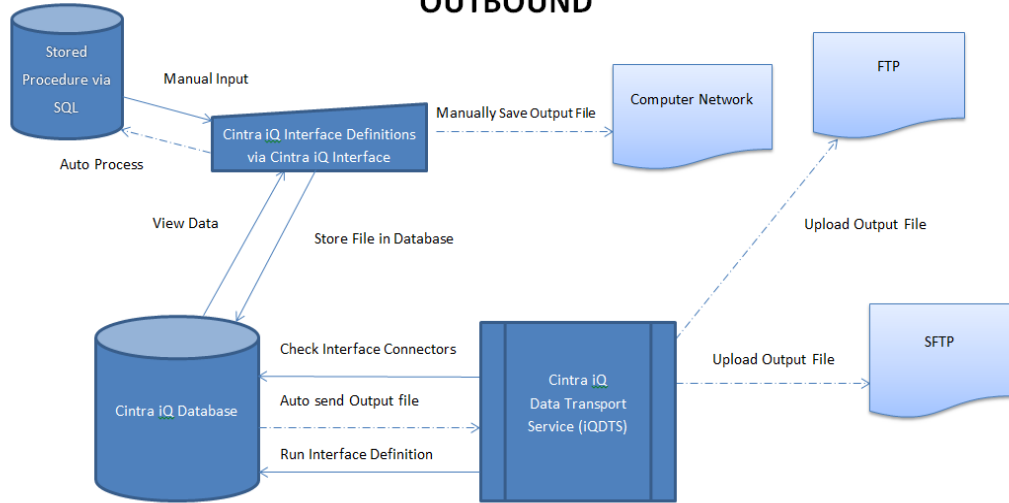 OUTBOUND
Stored
Procedure via
SQL
Manual Input
Cintra iQ Interface Definitions
via Cintra iQ Interface
Manually Save Output File
Computer Network
FTP
Auto Process
View Data
Store File in Database
Upload Output File
Check Interface Connectors
Cintra iQ Database
Auto send Output file
Run Interface Definition
Cintra iQ
Data Transport
Service (iQDTS)
Upload Output File
SFTP